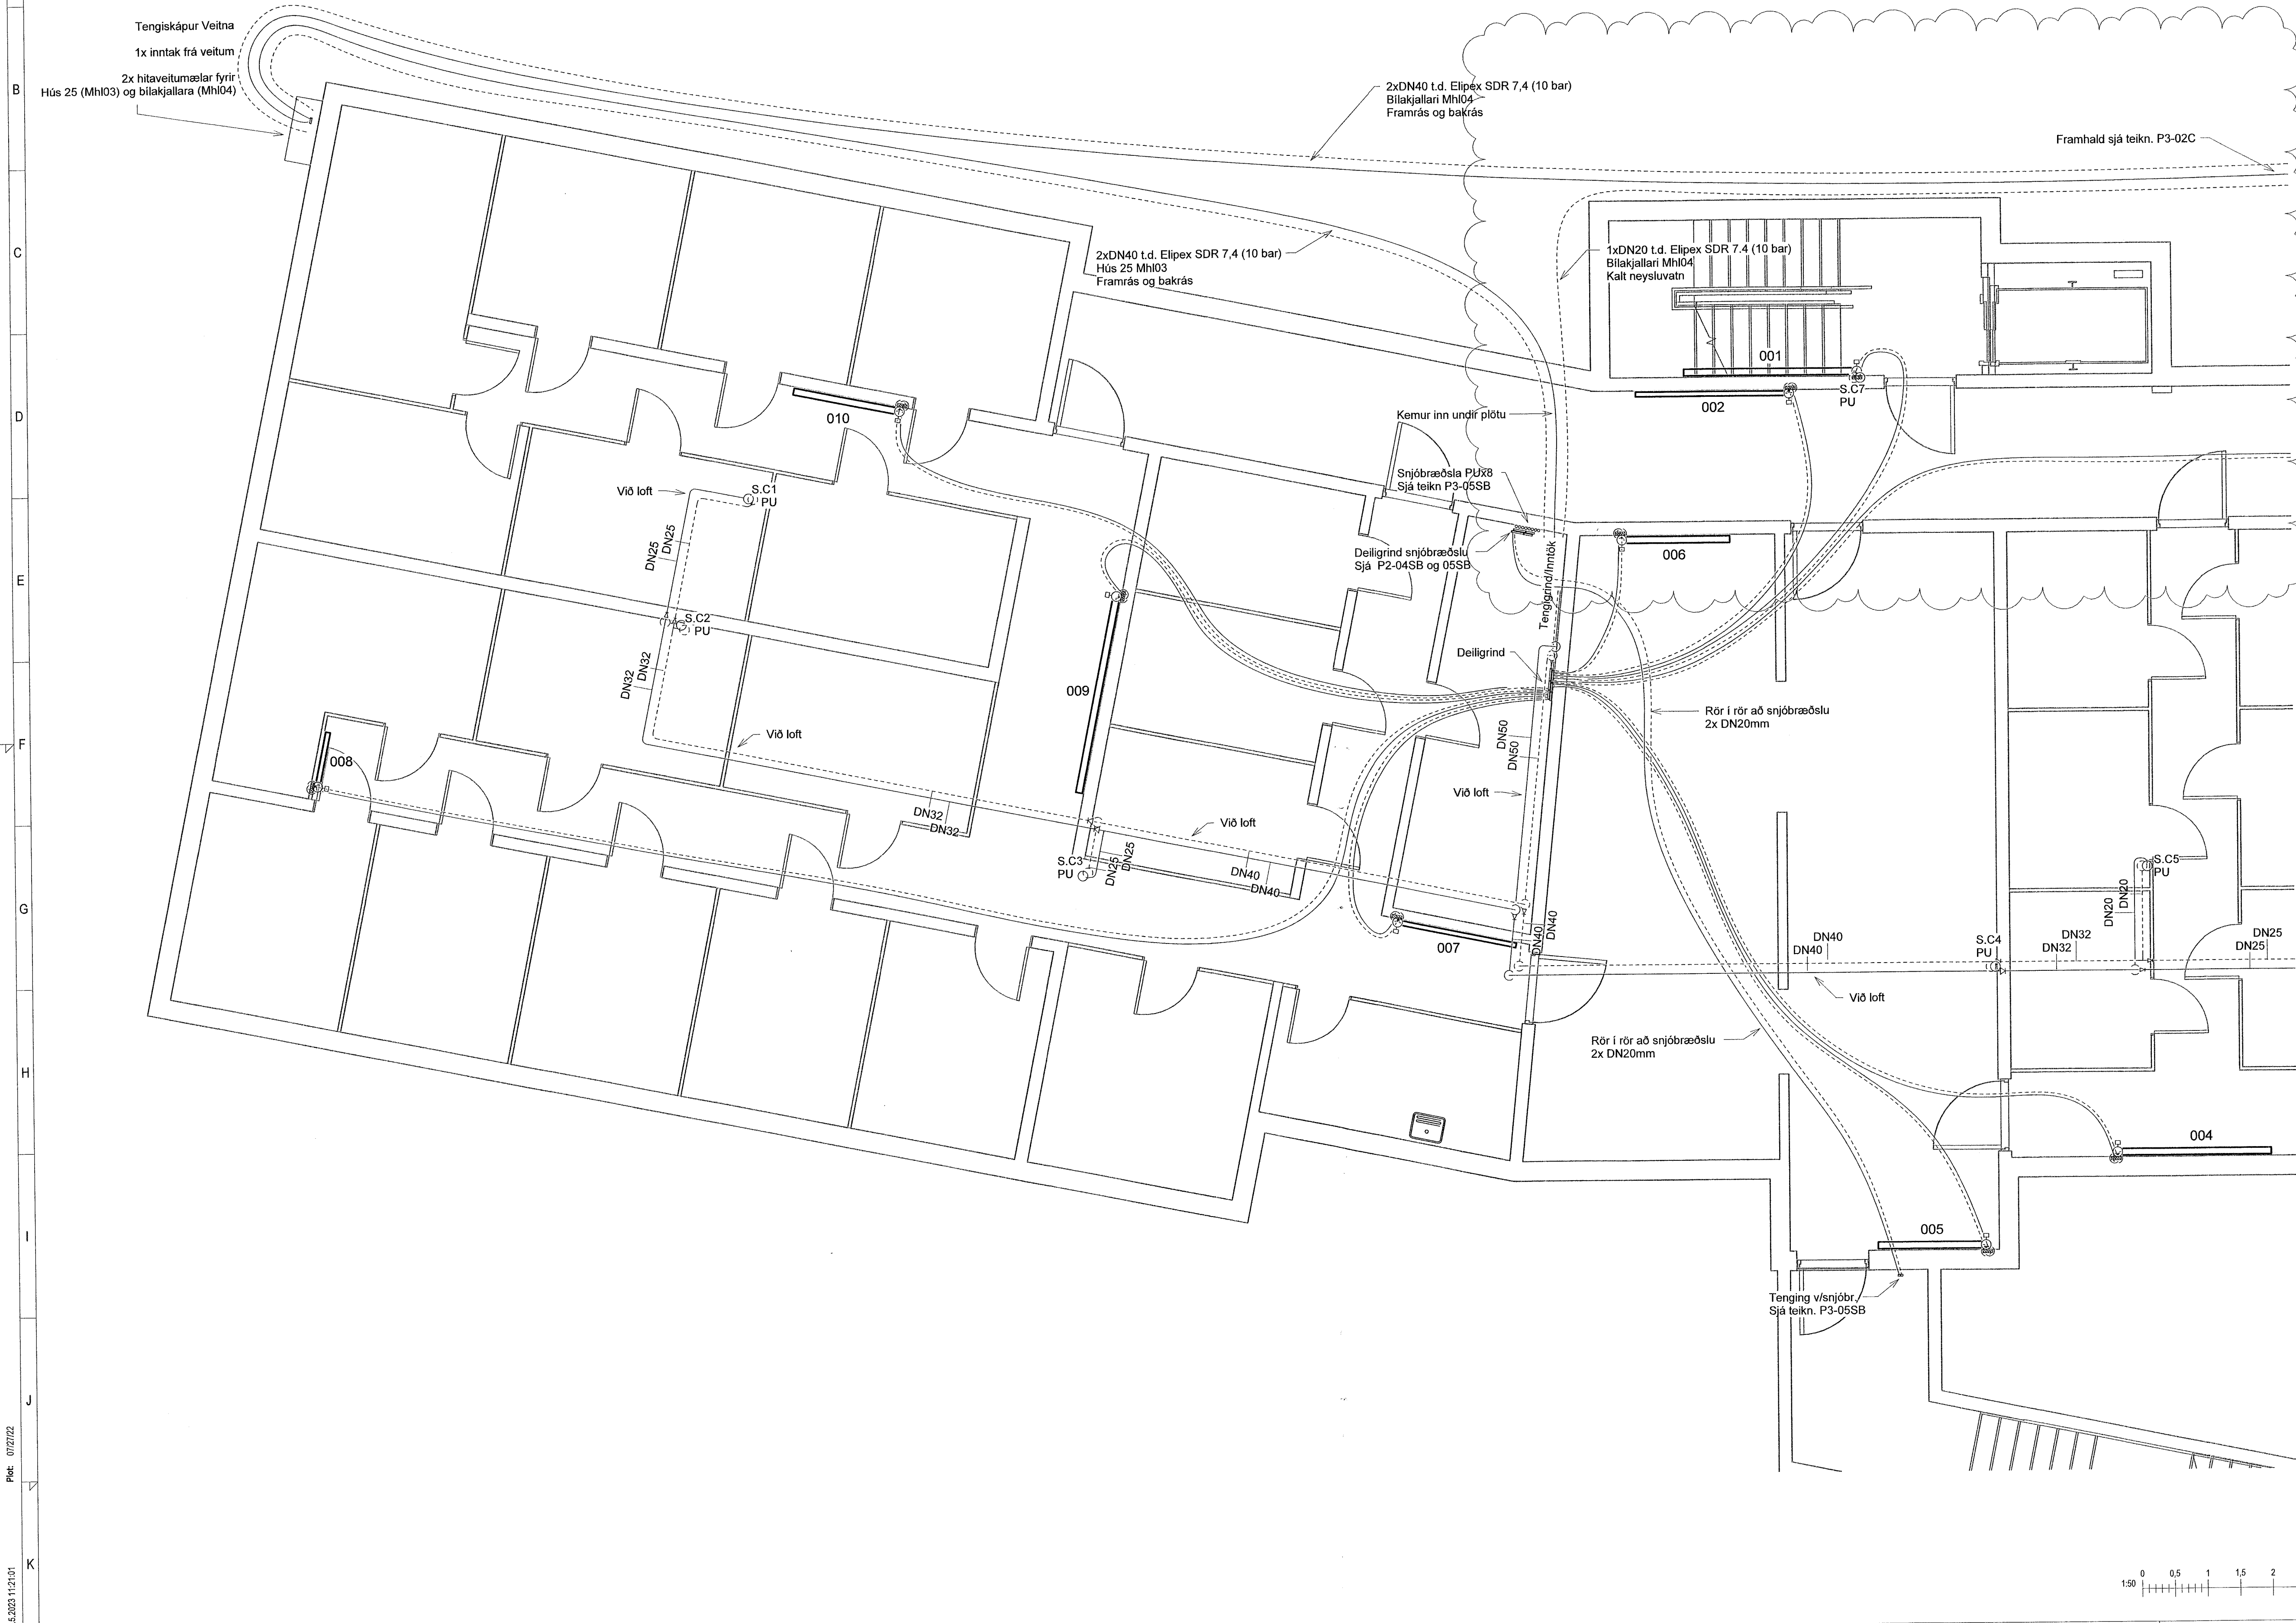 Tengiskápur Veitna
1x inntak frá veitum
2x hitaveitumælar fyrir
Hús 25 (Mhl03) og bílakjallara (Mhl04)
B
2xDN40 t.d. Elipex SDR 7,4 (10 bar)
Bílakjallari Mhl04
Framrás og bakrás
Framhald sjá teikn. P3-02C
C
2xDN40 t.d. Elipex SDR 7,4 (10 bar)
Hús 25 Mhl03
Framrás og bakrás
1xDN20 t.d. Elipex SDR 7.4 (10 bar)
Bílakjallari Mhl04
Kalt neysluvatn
001
S.C7
PU
002
D
010
Kemur inn undir plötu
Snjóbræðsla PUx8
Sjá teikn P3-05SB
Við loft
S.C1
PU
DN25
DN25
Deiligrind snjóbræðslu
Sjá P2-04SB og 05SB
Tengigrind/Inntök
006
E
S.C2
PU
DN32
DN32
Deiligrind
009
Rör í rör að snjóbræðslu
2x DN20mm
F
Við loft
008
DN50
DN50
Við loft
DN32
DN32
Við loft
S.C3
PU
DN25
DN25
DN40
DN40
S.C5
PU
DN20
DN20
G
007
DN40
DN40
DN40
DN40
S.C4
PU
DN32
DN32
DN25
DN25
Við loft
Rör í rör að snjóbræðslu
2x DN20mm
H
004
I
005
Tenging v/snjóbr.
Sjá teikn. P3-05SB
J
Plot: 07/27/22
K
.5.2023 11:21:01
1:50
0 0,5 1 1,5 2